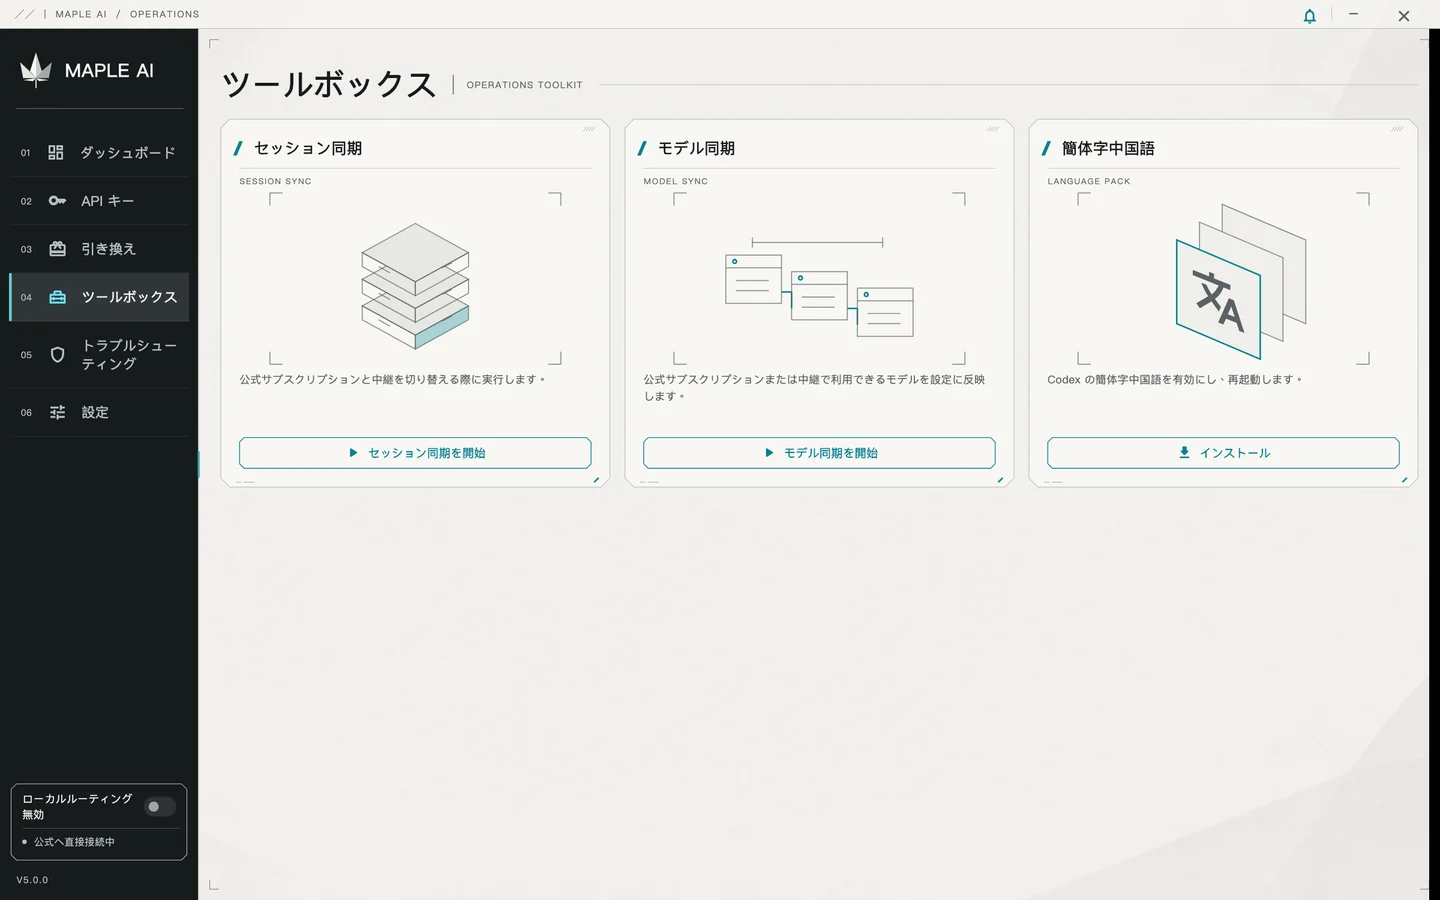 // | MAPLE AI / OPERATIONS
MAPLE AI
01 ダッシュボード
02 API キー
03 引き換え
04 ツールボックス
05 トラブルシュー
ティング
06 設定
ローカルルーティング
無効
公式へ直接接続中
V5.0.0
ツールボックス | OPERATIONS TOOLKIT
セッション同期
SESSION SYNC
公式サブスクリプションと中継を切り替える際に実行します。
セッション同期を開始
モデル同期
MODEL SYNC
公式サブスクリプションまたは中継で利用できるモデルを設定に反映
します。
モデル同期を開始
簡体字中国語
LANGUAGE PACK
文A
Codex の簡体字中国語を有効にし、再起動します。
インストール